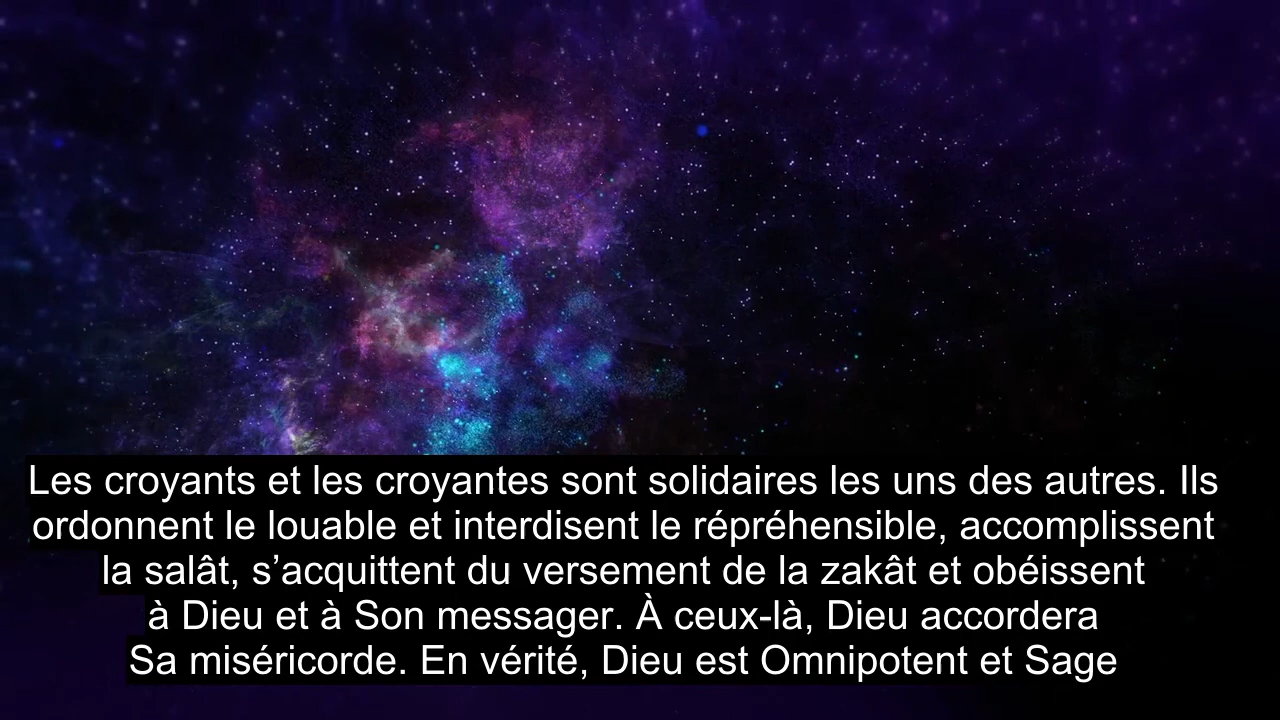 Les croyants et les croyantes sont solidaires les uns des autres. Ils
ordonnent le louable et interdisent le répréhensible, accomplissent
la salât, s’acquittent du versement de la zakât et obéissent
à Dieu et à Son messager. À ceux-là, Dieu accordera
Sa miséricorde. En vérité, Dieu est Omnipotent et Sage